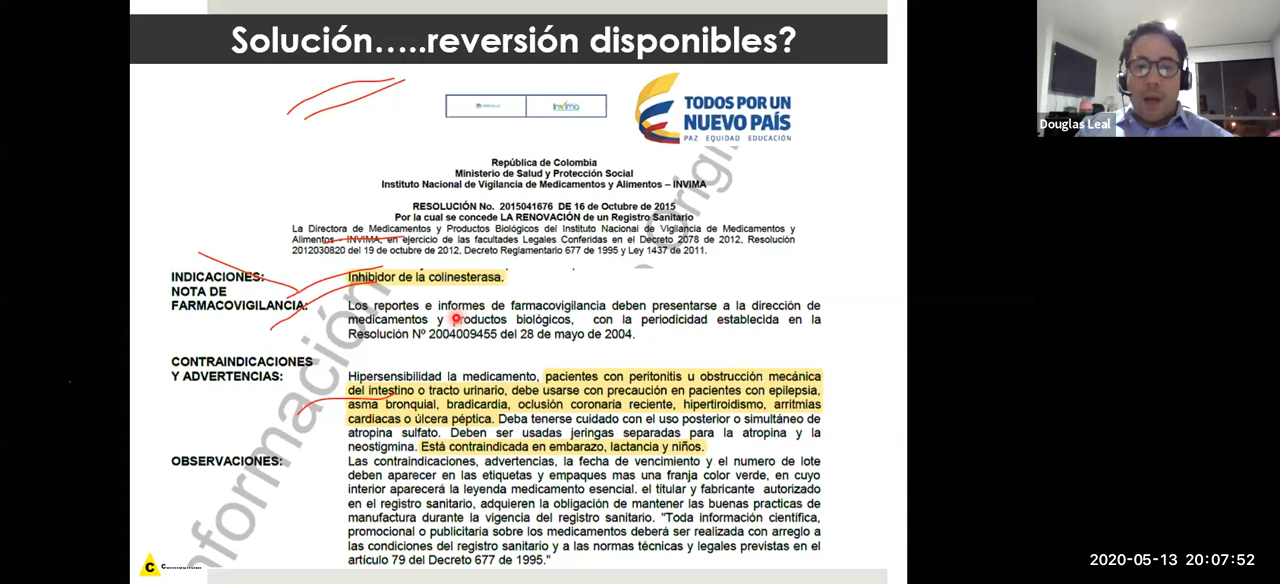 Solución…..reversión disponibles?
invima
TODOS POR UN
NUEVO PAÍS
PAZ EQUIDAD EDUCACIÓN
República de Colombia
Ministerio de Salud y Protección Social
Instituto Nacional de Vigilancia de Medicamentos y Alimentos – INVIMA
RESOLUCIÓN No. 2015041676 DE 16 de Octubre de 2015
Por la cual se concede LA RENOVACIÓN de un Registro Sanitario
La Directora de Medicamentos y Productos Biológicos del Instituto Nacional de Vigilancia de Medicamentos y
Alimentos – INVIMA, en ejercicio de las facultades Legales Conferidas en el Decreto 2078 de 2012, Resolución
2012030820 del 19 de octubre de 2012, Decreto Reglamentario 677 de 1995 y Ley 1437 de 2011.
INDICACIONES: Inhibidor de la colinesterasa.
NOTA DE
FARMACOVIGILANCIA: Los reportes e informes de farmacovigilancia deben presentarse a la dirección de
medicamentos y productos biológicos, con la periodicidad establecida en la
Resolución Nº 2004009455 del 28 de mayo de 2004.
CONTRAINDICACIONES
Y ADVERTENCIAS: Hipersensibilidad la medicamento, pacientes con peritonitis u obstrucción mecánica
del intestino o tracto urinario, debe usarse con precaución en pacientes con epilepsia,
asma bronquial, bradicardia, oclusión coronaria reciente, hipertiroidismo, arritmias
cardiacas o úlcera péptica. Deba tenerse cuidado con el uso posterior o simultáneo de
atropina sulfato. Deben ser usadas jeringas separadas para la atropina y la
neostigmina. Está contraindicada en embarazo, lactancia y niños.
OBSERVACIONES: Las contraindicaciones, advertencias, la fecha de vencimiento y el numero de lote
deben aparecer en las etiquetas y empaques mas una franja color verde, en cuyo
interior aparecerá la leyenda medicamento esencial. el titular y fabricante autorizado
en el registro sanitario, adquieren la obligación de mantener las buenas practicas de
manufactura durante la vigencia del registro sanitario. "Toda información científica,
promocional o publicitaria sobre los medicamentos deberá ser realizada con arreglo a
las condiciones del registro sanitario y a las normas técnicas y legales previstas en el
artículo 79 del Decreto 677 de 1995."
C
Douglas Leal
2020-05-13 20:07:52